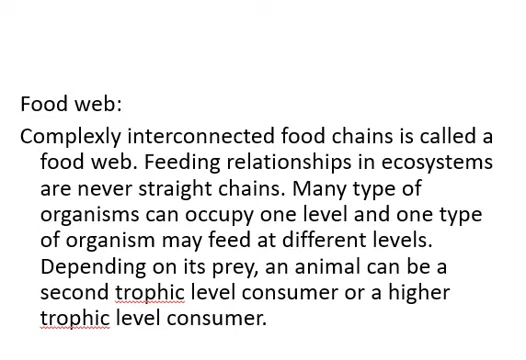 Food web:
Complexly interconnected food chains is called a
food web. Feeding relationships in ecosystems
are never straight chains. Many type of
organisms can occupy one level and one type
of organism may feed at different levels.
Depending on its prey, an animal can be a
second trophic level consumer or a higher
trophic level consumer.